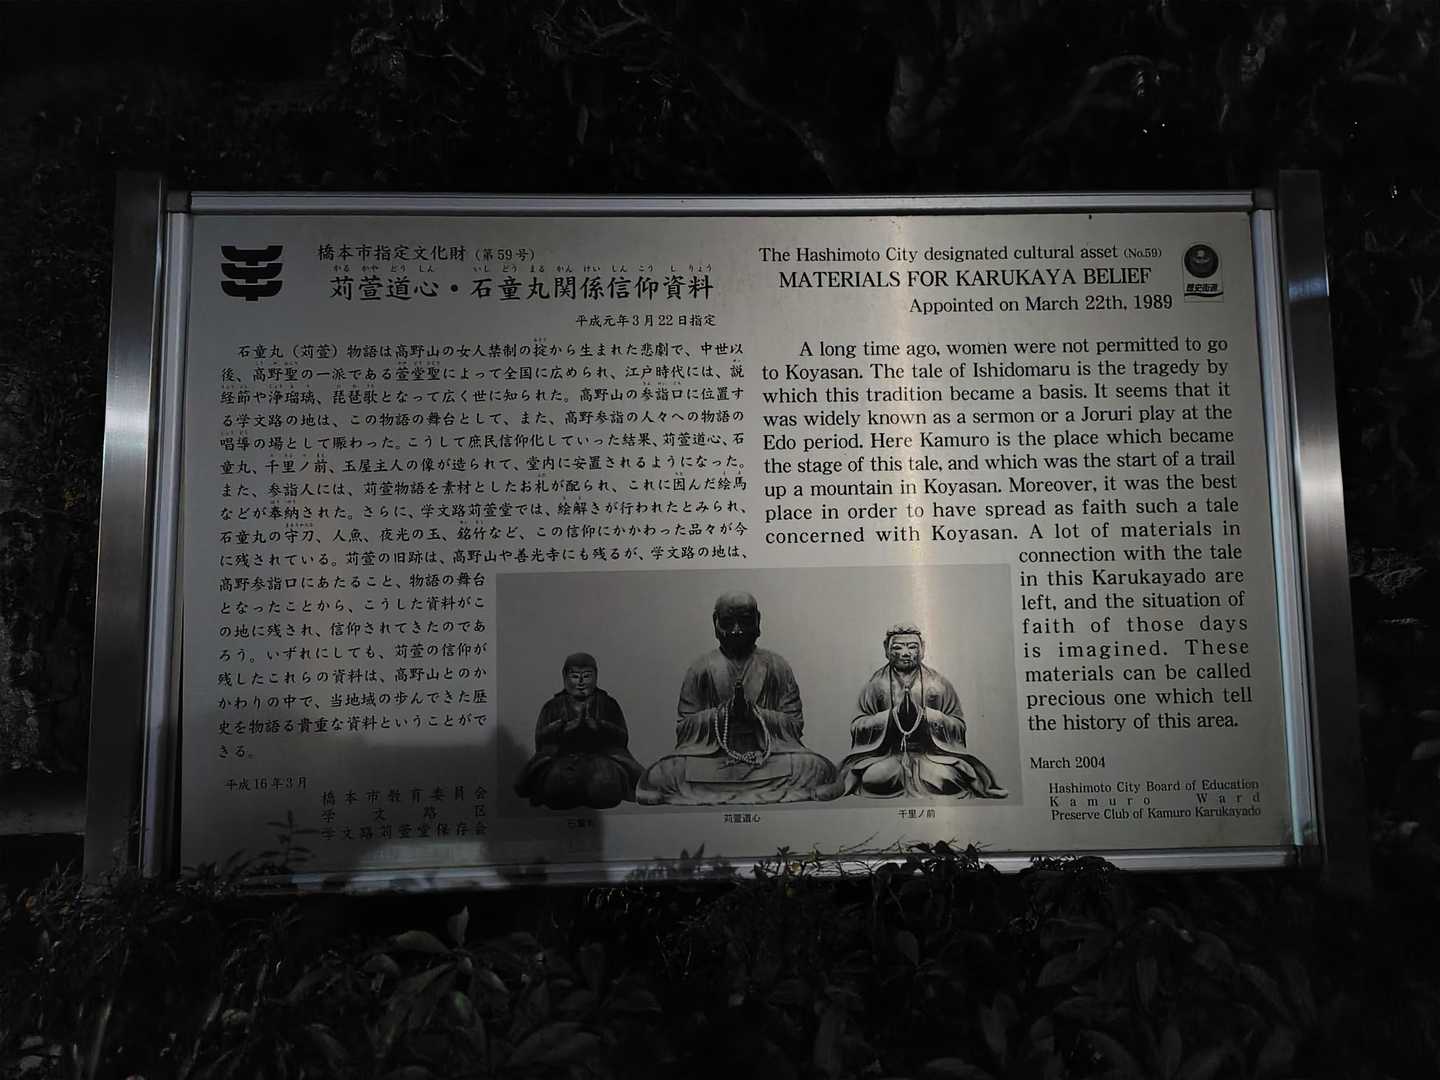 橋本市指定文化財（第59号）
かる かや どう しん いし どう まる かん けい しん こう し りょう
苅萱道心・石童丸関係信仰資料
平成元年3月22日指定
石童丸（苅萱）物語は高野山の女人禁制の掟から生まれた悲劇で、中世以
後、高野聖の一派である萱堂聖によって全国に広められ、江戸時代には、説
経節や浄瑠璃、琵琶歌となって広く世に知られた。高野山の参詣口に位置す
る学文路の地は、この物語の舞台として、また、高野参詣の人々への物語の
唱導の場として賑わった。こうして庶民信仰化していった結果、苅萱道心、石
童丸、千里ノ前、玉屋主人の像が造られて、堂内に安置されるようになった。
また、参詣人には、苅萱物語を素材としたお札が配られ、これに因んだ絵馬
などが奉納された。さらに、学文路苅萱堂では、絵解きが行われたとみられ、
石童丸の守刀、人魚、夜光の玉、銘竹など、この信仰にかかわった品々が今
に残されている。苅萱の旧跡は、高野山や善光寺にも残るが、学文路の地は、
高野参詣口にあたること、物語の舞台
となったことから、こうした資料がこ
の地に残され、信仰されてきたのであ
ろう。いずれにしても、苅萱の信仰が
残したこれらの資料は、高野山とのか
かわりの中で、当地域の歩んできた歴
史を物語る貴重な資料ということがで
きる。
平成16年3月
橋本市教育委員会
学文路区
学文路苅萱堂保存会
The Hashimoto City designated cultural asset (No.59)
MATERIALS FOR KARUKAYA BELIEF
Appointed on March 22th, 1989
歴史街道
A long time ago, women were not permitted to go
to Koyasan. The tale of Ishidomaru is the tragedy by
which this tradition became a basis. It seems that it
was widely known as a sermon or a Joruri play at the
Edo period. Here Kamuro is the place which became
the stage of this tale, and which was the start of a trail
up a mountain in Koyasan. Moreover, it was the best
place in order to have spread as faith such a tale
concerned with Koyasan. A lot of materials in
connection with the tale
in this Karukayado are
left, and the situation of
faith of those days
is imagined. These
materials can be called
precious one which tell
the history of this area.
March 2004
Hashimoto City Board of Education
Kamuro Ward
Preserve Club of Kamuro Karukayado
石童丸
苅萱道心
千里ノ前